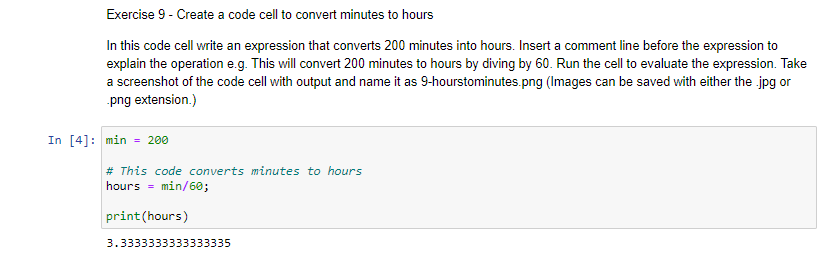 Exercise 9 - Create a code cell to convert minutes to hours
In this code cell write an expression that converts 200 minutes into hours. Insert a comment line before the expression to
explain the operation e.g. This will convert 200 minutes to hours by diving by 60. Run the cell to evaluate the expression. Take
a screenshot of the code cell with output and name it as 9-hourstominutes.png (Images can be saved with either the .jpg or
.png extension.)
In [4]: min = 200
# This code converts minutes to hours
hours = min/60;
print(hours)
3.3333333333333335